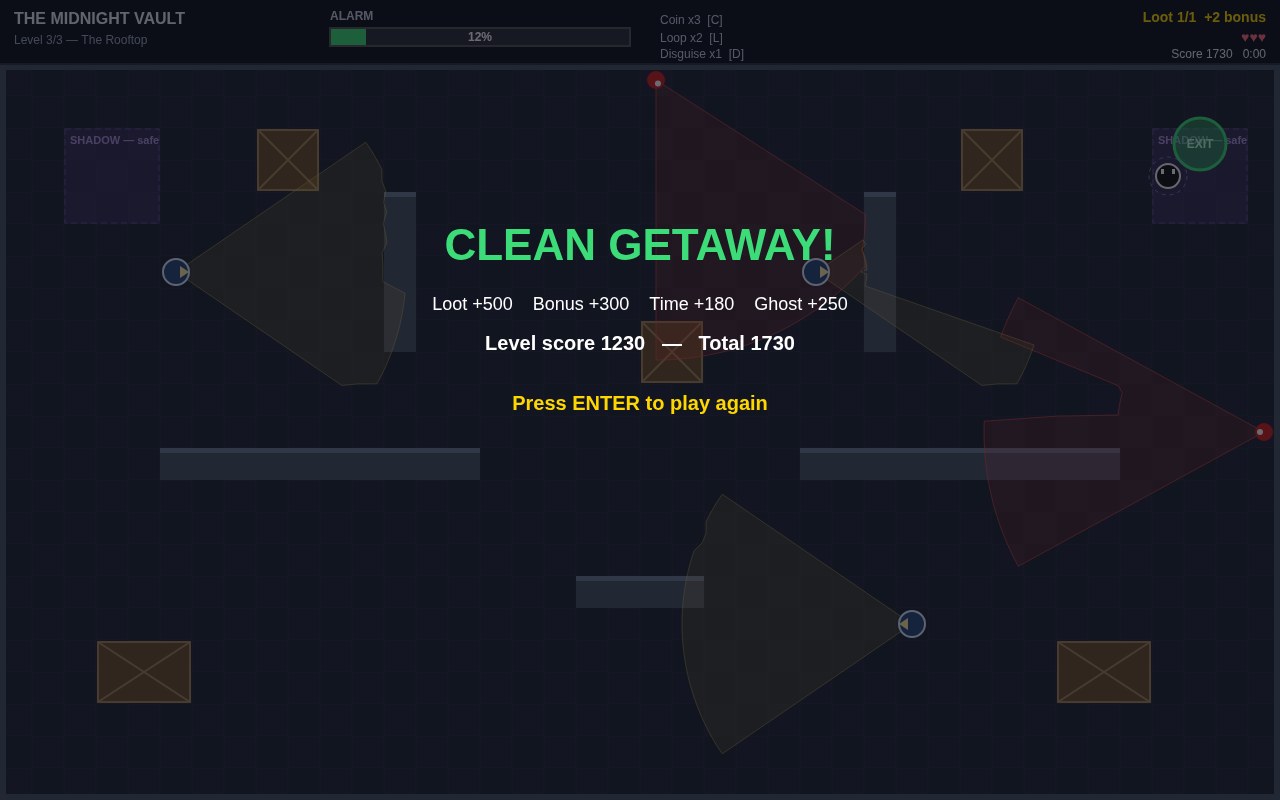 THE MIDNIGHT VAULT
Level 3/3 — The Rooftop
ALARM
12%
Coin x3 [C]
Loop x2 [L]
Disguise x1 [D]
Loot 1/1 +2 bonus
♥♥♥
Score 1730 0:00
SHADOW — safe
SHADOW — safe
EXIT
CLEAN GETAWAY!
Loot +500 Bonus +300 Time +180 Ghost +250
Level score 1230 — Total 1730
Press ENTER to play again